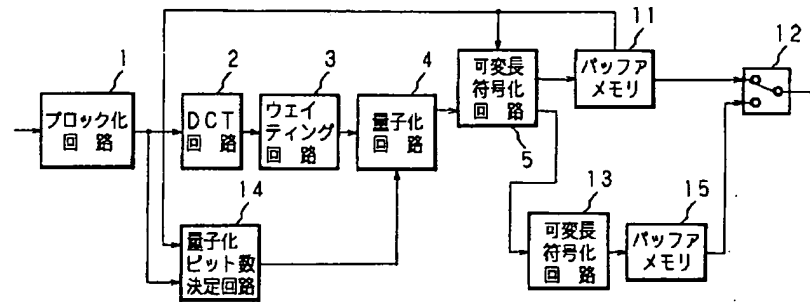 1
ブロック化
回路
2
DCT
回路
3
ウェイ
ティング
回路
4
量子化
回路
可変長
符号化
回路
5
11
バッファ
メモリ
12
14
量子化
ビット数
決定回路
13
可変長
符号化
回路
15
バッファ
メモリ